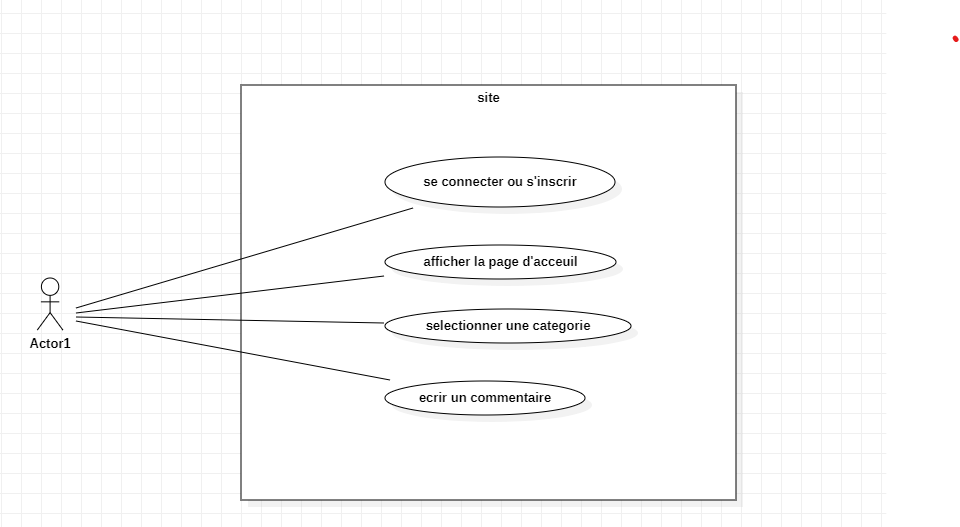 site
se connecter ou s'inscrir
afficher la page d'acceuil
selectionner une categorie
Actor1
ecrir un commentaire